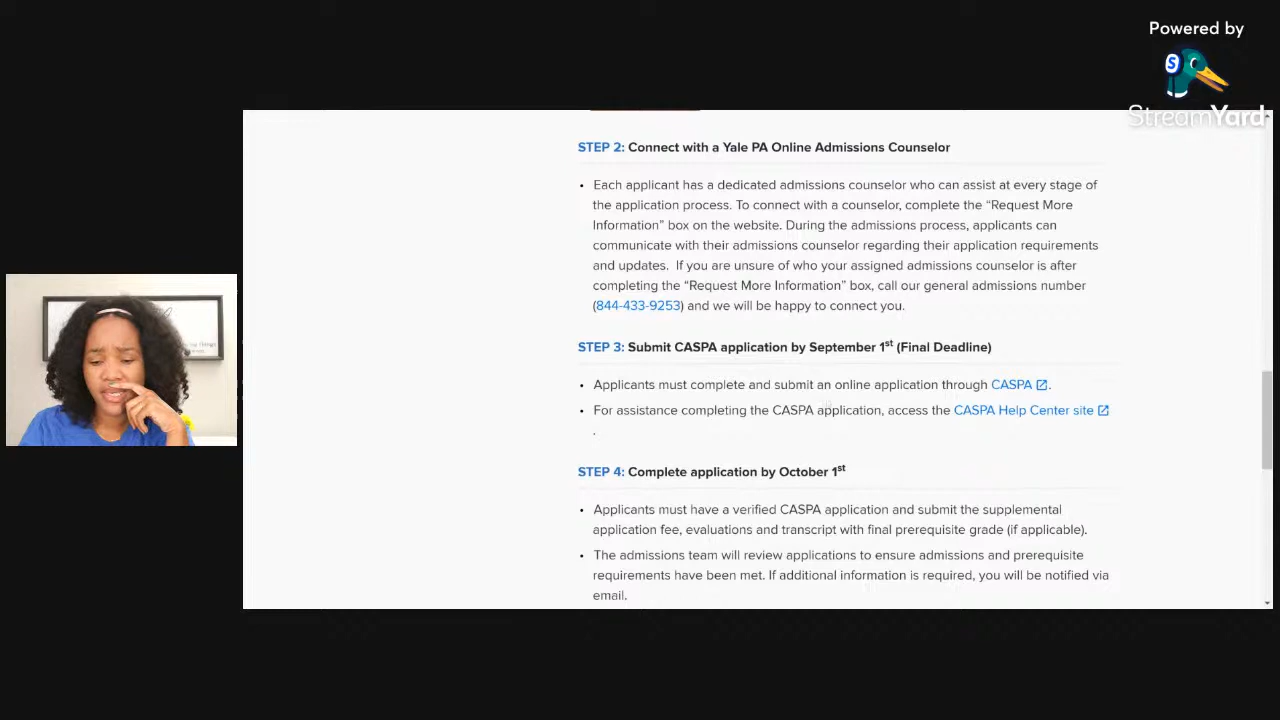 Powered by
StreamYard
STEP 2: Connect with a Yale PA Online Admissions Counselor
• Each applicant has a dedicated admissions counselor who can assist at every stage of
the application process. To connect with a counselor, complete the “Request More
Information” box on the website. During the admissions process, applicants can
communicate with their admissions counselor regarding their application requirements
and updates.  If you are unsure of who your assigned admissions counselor is after
completing the “Request More Information” box, call our general admissions number
(844-433-9253) and we will be happy to connect you.
STEP 3: Submit CASPA application by September 1st (Final Deadline)
• Applicants must complete and submit an online application through CASPA.
• For assistance completing the CASPA application, access the CASPA Help Center site
.
STEP 4: Complete application by October 1st
• Applicants must have a verified CASPA application and submit the supplemental
application fee, evaluations and transcript with final prerequisite grade (if applicable).
• The admissions team will review applications to ensure admissions and prerequisite
requirements have been met. If additional information is required, you will be notified via
email.